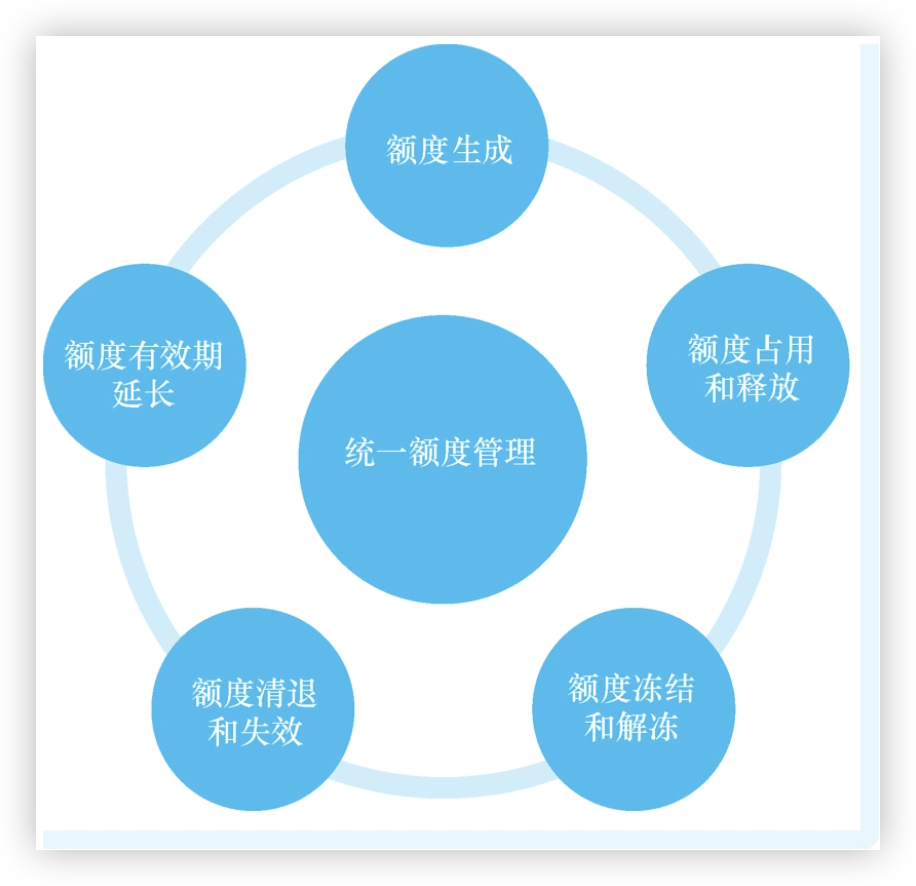 额度生成
额度有效期
延长
额度占用
和释放
统一额度管理
额度清退
和失效
额度冻结
和解冻